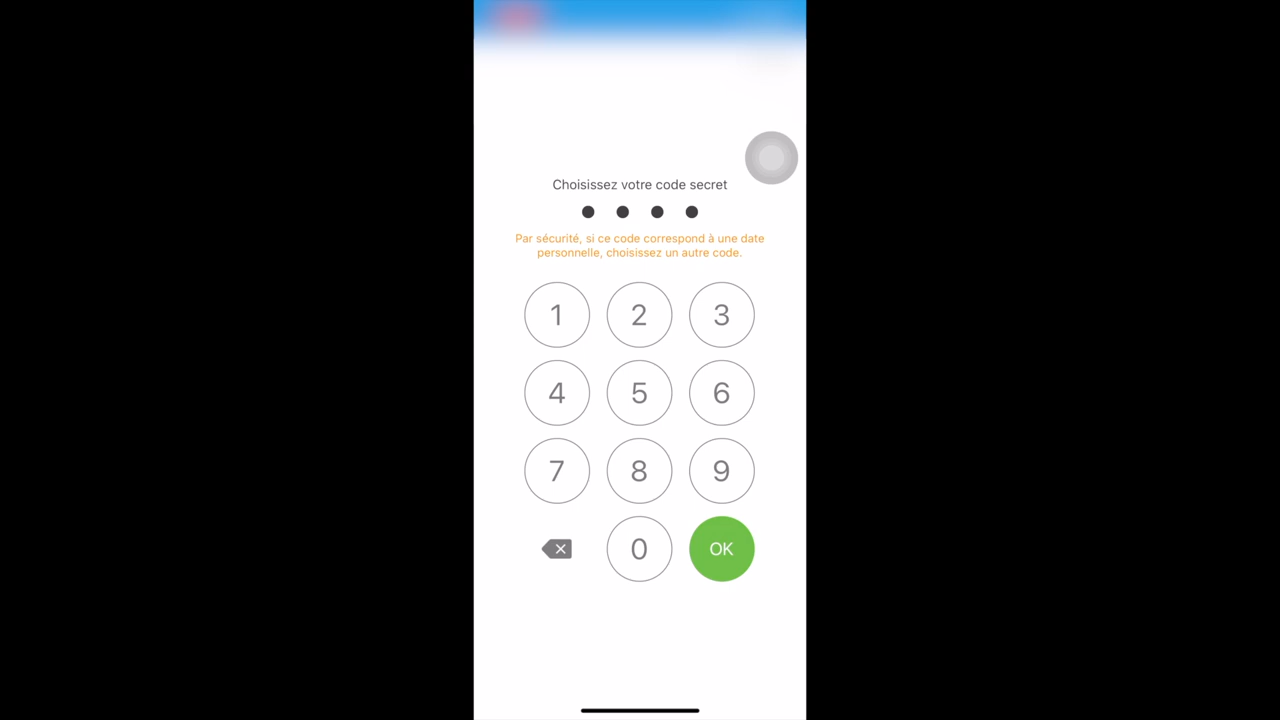 Choisissez votre code secret
Par sécurité, si ce code correspond à une date
personnelle, choisissez un autre code.
1 2 3
4 5 6
7 8 9
0 OK